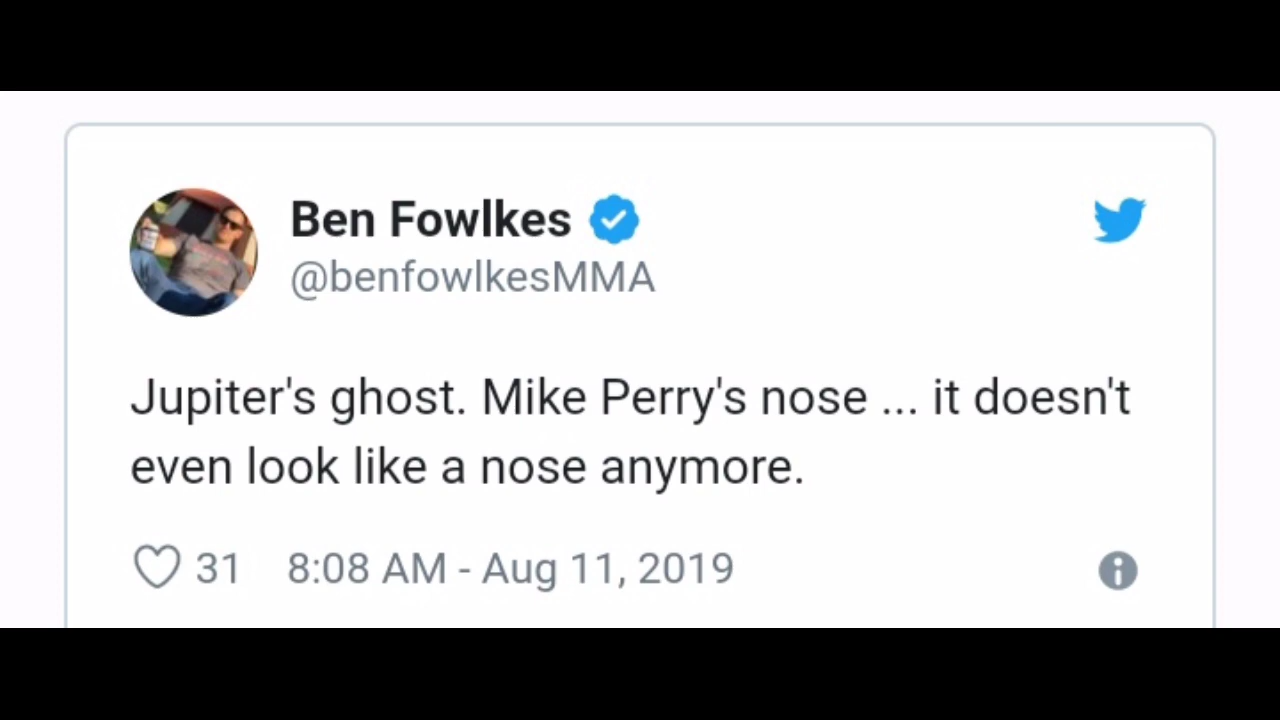 Ben Fowlkes
@benfowlkesMMA
Jupiter's ghost. Mike Perry's nose ... it doesn't
even look like a nose anymore.
31 8:08 AM - Aug 11, 2019